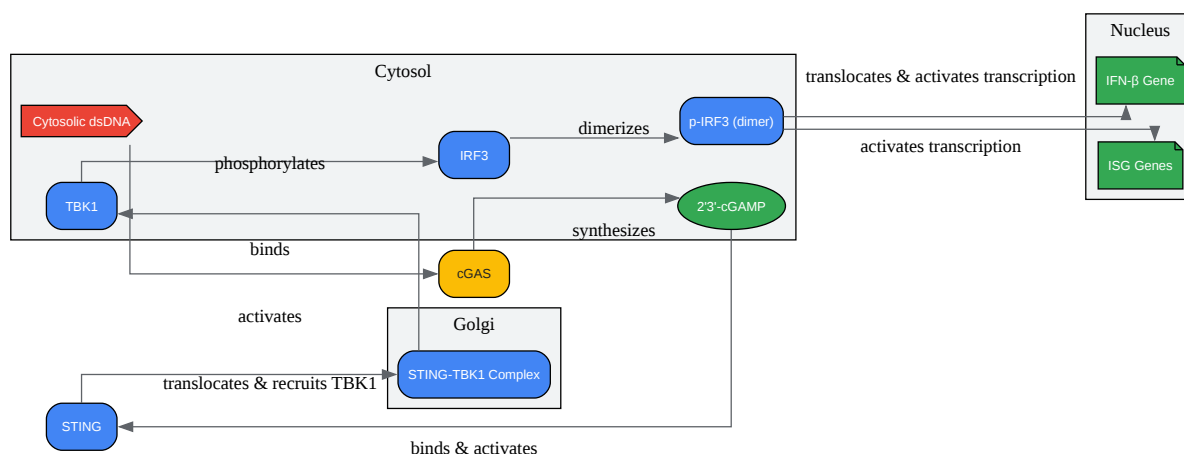 Nucleus
Cytosol
translocates & activates transcription
IFN-β Gene
Cytosolic dsDNA
p-IRF3 (dimer)
dimerizes
activates transcription
IRF3
phosphorylates
ISG Genes
TBK1
2'3'-cGAMP
synthesizes
binds
cGAS
activates
Golgi
STING-TBK1 Complex
translocates & recruits TBK1
STING
binds & activates